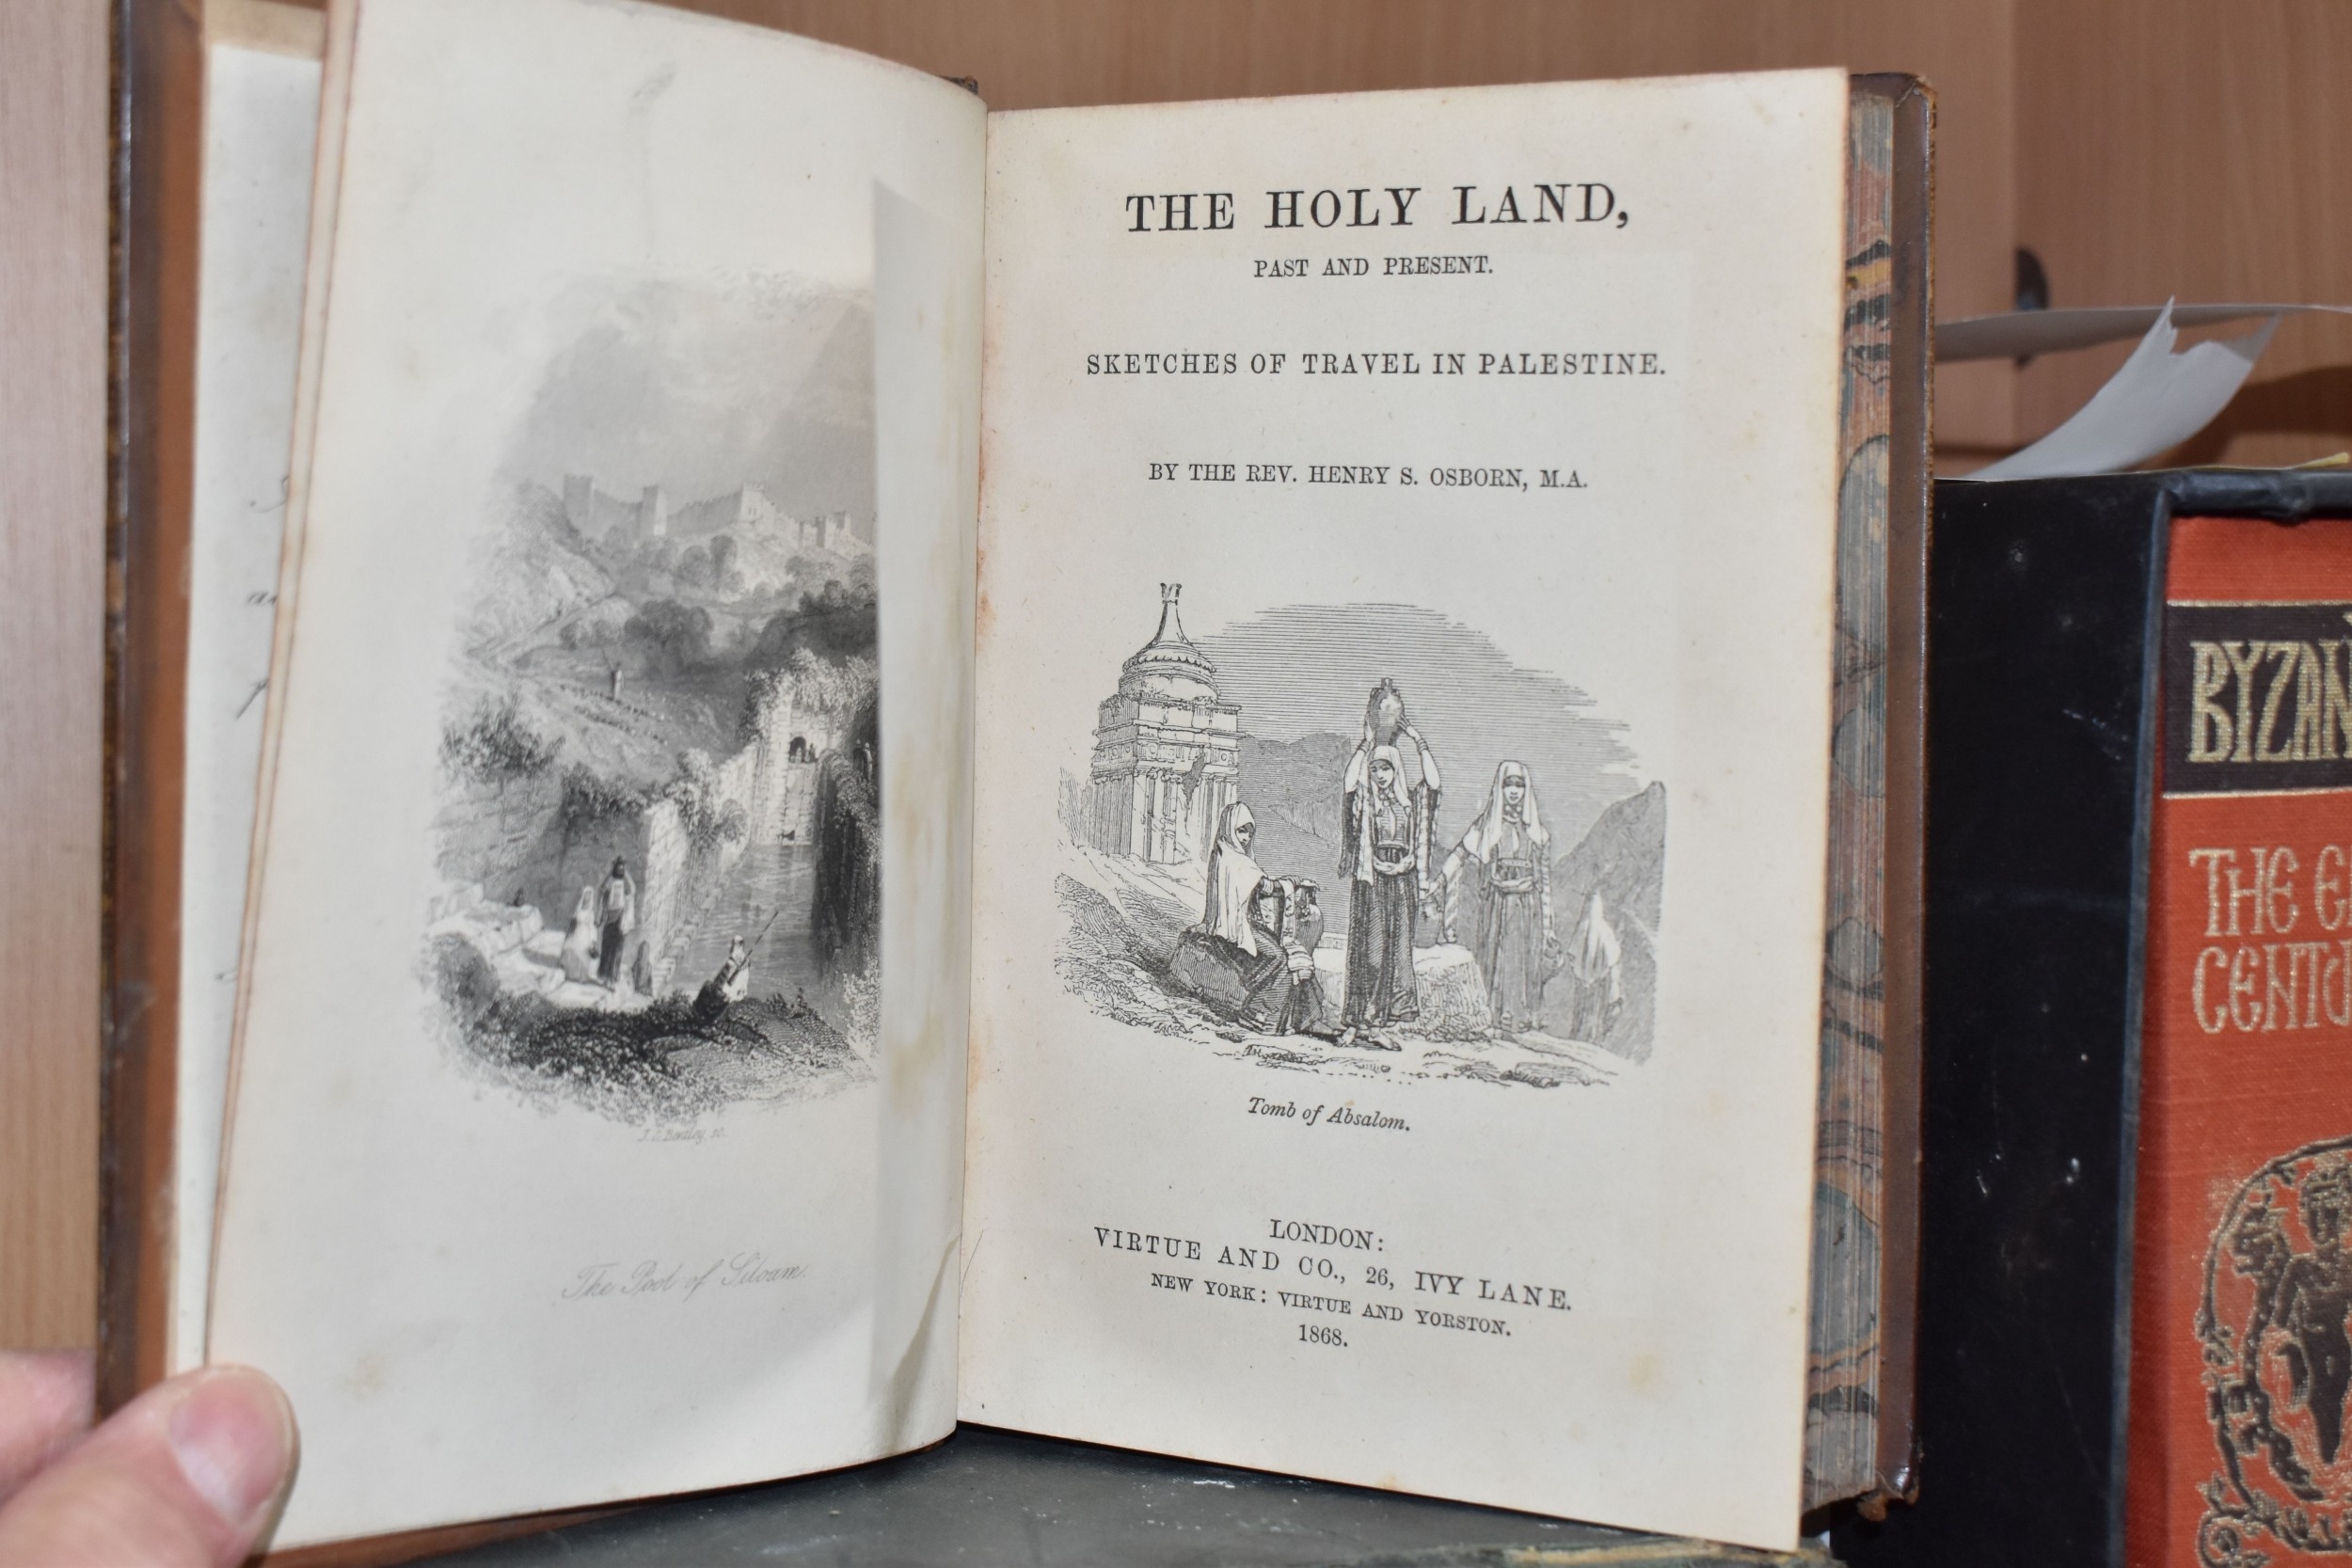 J. C. Bentley, sc.
The Pool of Siloam.
THE HOLY LAND,
PAST AND PRESENT.
SKETCHES OF TRAVEL IN PALESTINE.
BY THE REV. HENRY S. OSBORN, M.A.
Tomb of Absalom.
LONDON:
VIRTUE AND CO., 26, IVY LANE.
NEW YORK: VIRTUE AND YORSTON.
1868.
BYZAN
THE
CENTU